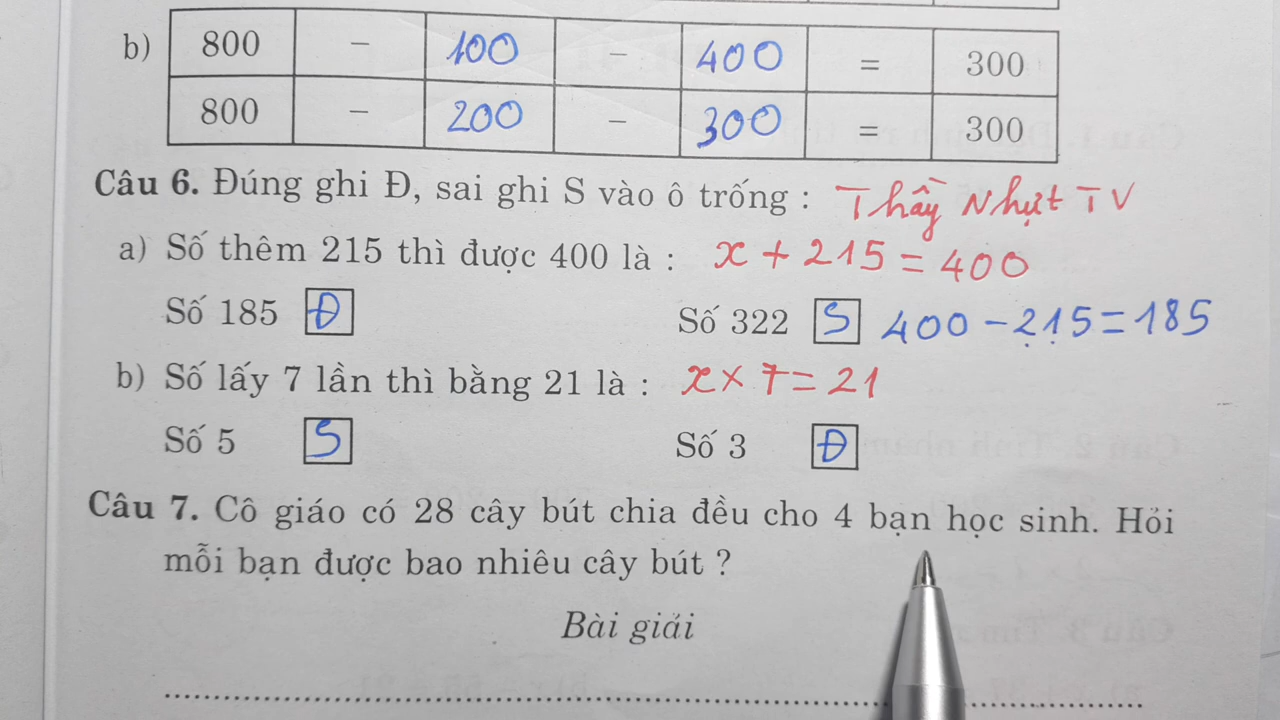 b) 800 – 100 – 400 = 300
800 – 200 – 300 = 300
Câu 6. Đúng ghi Đ, sai ghi S vào ô trống : Thầy Nhựt TV
a) Số thêm 215 thì được 400 là : x + 215 = 400
Số 185 Đ Số 322 S 400 - 215 = 185
b) Số lấy 7 lần thì bằng 21 là : x × 7 = 21
Số 5 S Số 3 Đ
Câu 7. Cô giáo có 28 cây bút chia đều cho 4 bạn học sinh. Hỏi
mỗi bạn được bao nhiêu cây bút ?
Bài giải